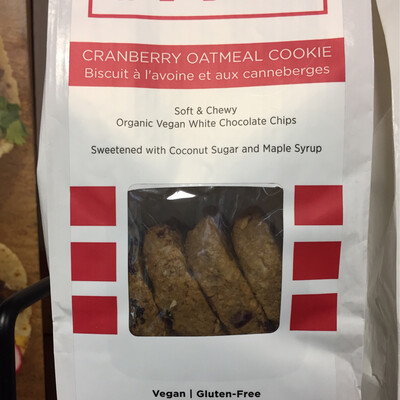 CRANBERRY OATMEAL COOKIE
Biscuit à l'avoine et aux canneberges
Soft & Chewy
Organic Vegan White Chocolate Chips
Sweetened with Coconut Sugar and Maple Syrup
Vegan | Gluten-Free